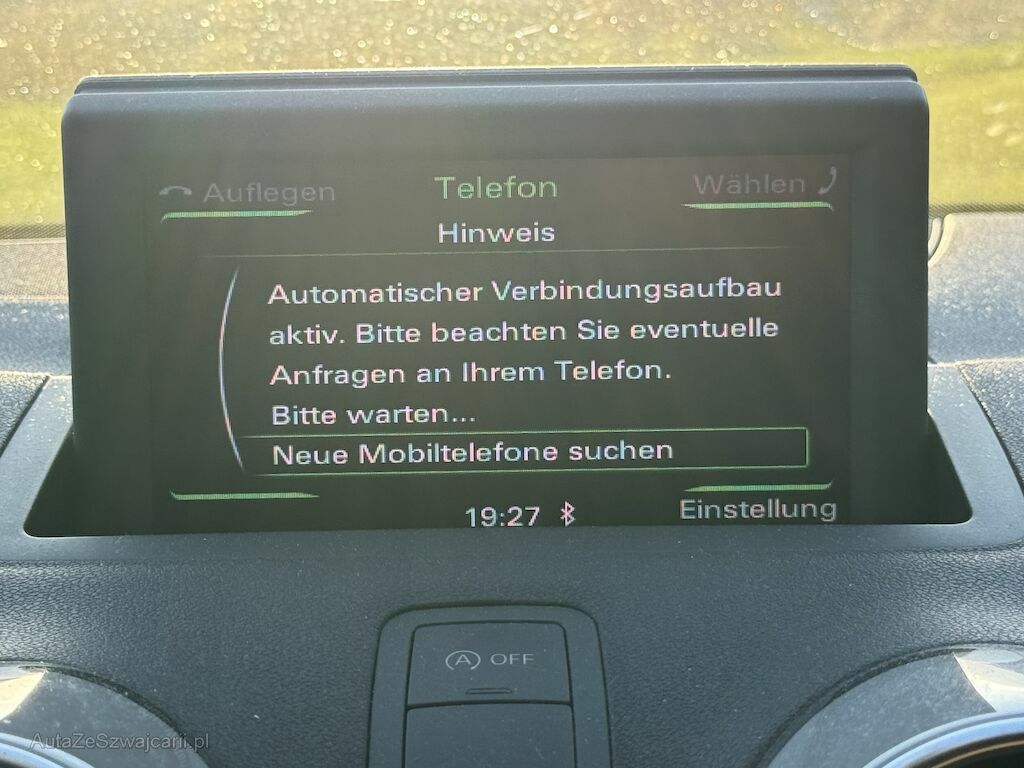 Auflegen Telefon Wählen
Hinweis
Automatischer Verbindungsaufbau
aktiv. Bitte beachten Sie eventuelle
Anfragen an Ihrem Telefon.
Bitte warten...
Neue Mobiltelefone suchen
19:27 Einstellung
A OFF
AutaZeSzwajcarii.pl